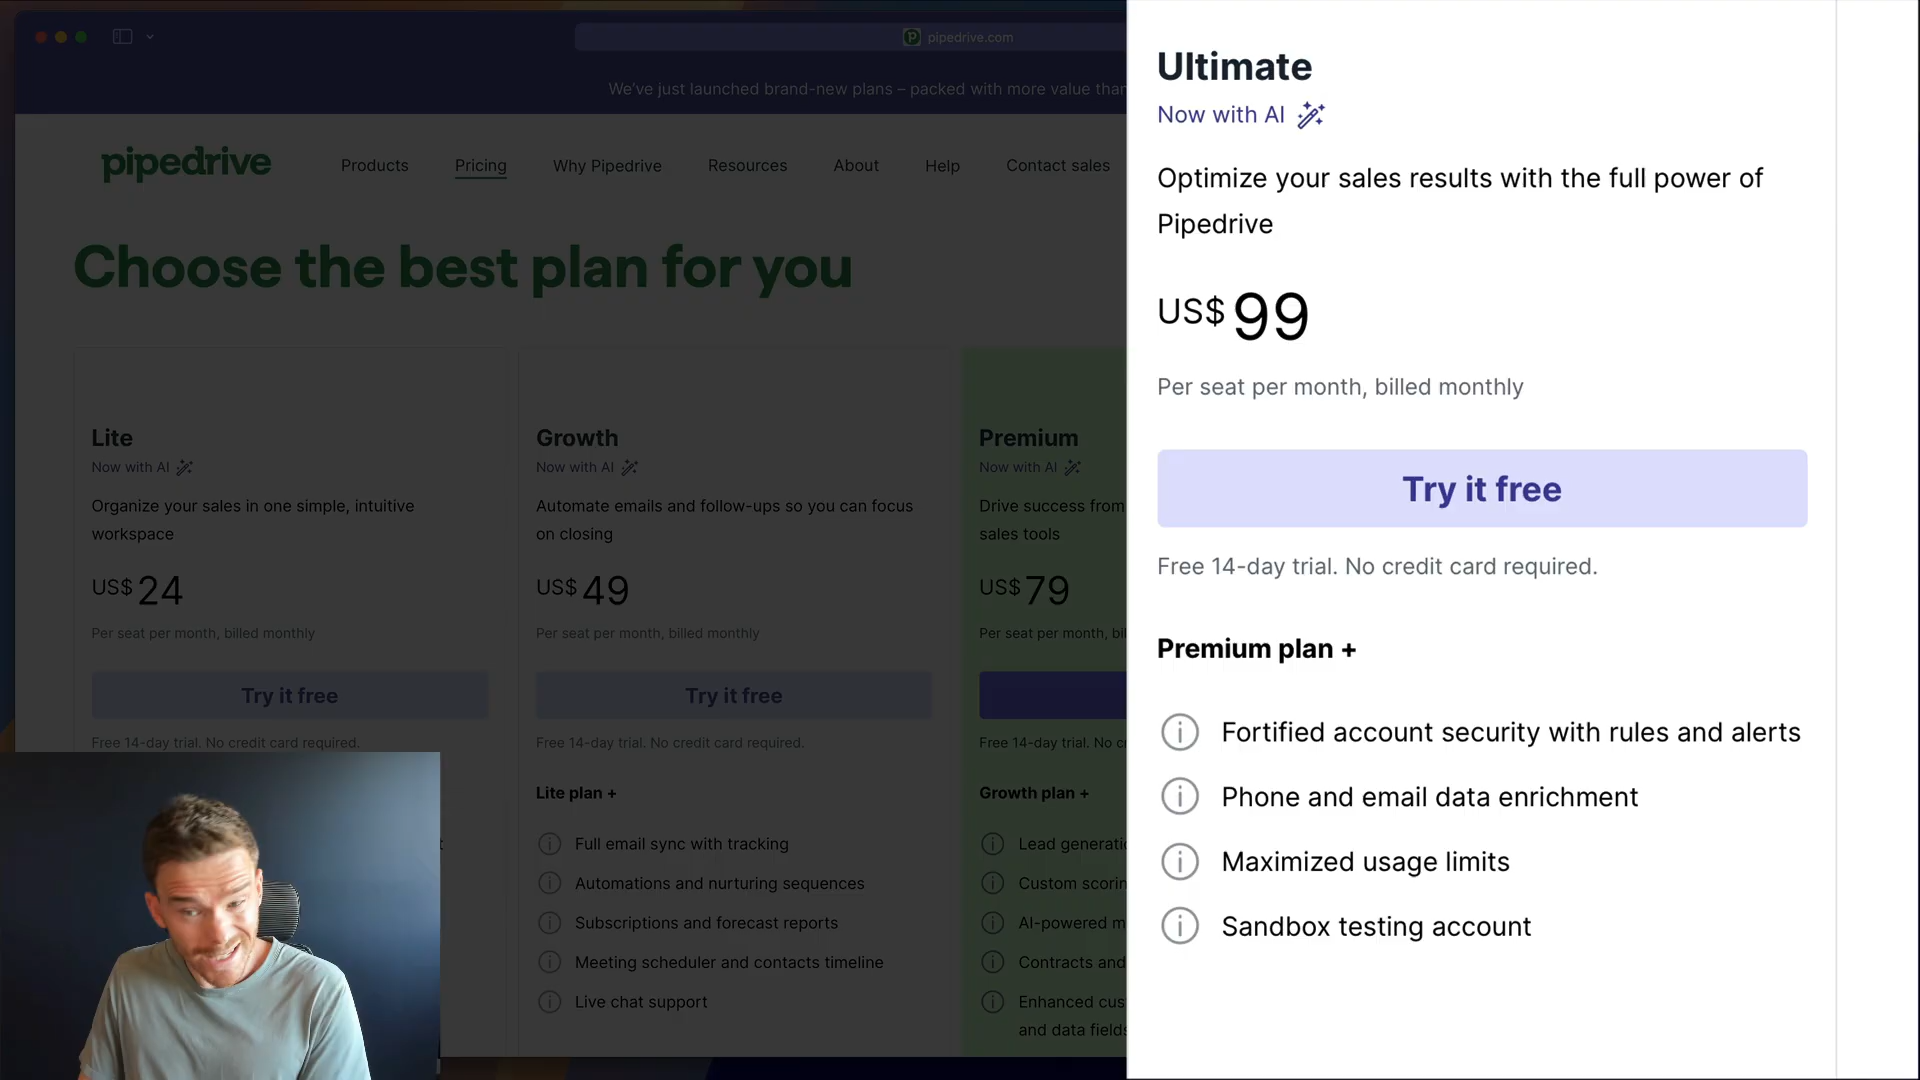 pipedrive.com
We've just launched brand-new plans – packed with more value than
pipedrive
Products
Pricing
Why Pipedrive
Resources
About
Help
Contact sales
Choose the best plan for you
Lite
Now with AI
Organize your sales in one simple, intuitive
workspace
US$ 24
Per seat per month, billed monthly
Try it free
Free 14-day trial. No credit card required.
Growth
Now with AI
Automate emails and follow-ups so you can focus
on closing
US$ 49
Per seat per month, billed monthly
Try it free
Free 14-day trial. No credit card required.
Lite plan +
Full email sync with tracking
Automations and nurturing sequences
Subscriptions and forecast reports
Meeting scheduler and contacts timeline
Live chat support
Premium
Now with AI
Drive success from
sales tools
US$ 79
Per seat per month,
Free 14-day trial. No
Growth plan +
Lead
Custom
AI-powered
Contracts and
Enhanced
and data fields
Ultimate
Now with AI
Optimize your sales results with the full power of
Pipedrive
US$ 99
Per seat per month, billed monthly
Try it free
Free 14-day trial. No credit card required.
Premium plan +
Fortified account security with rules and alerts
Phone and email data enrichment
Maximized usage limits
Sandbox testing account